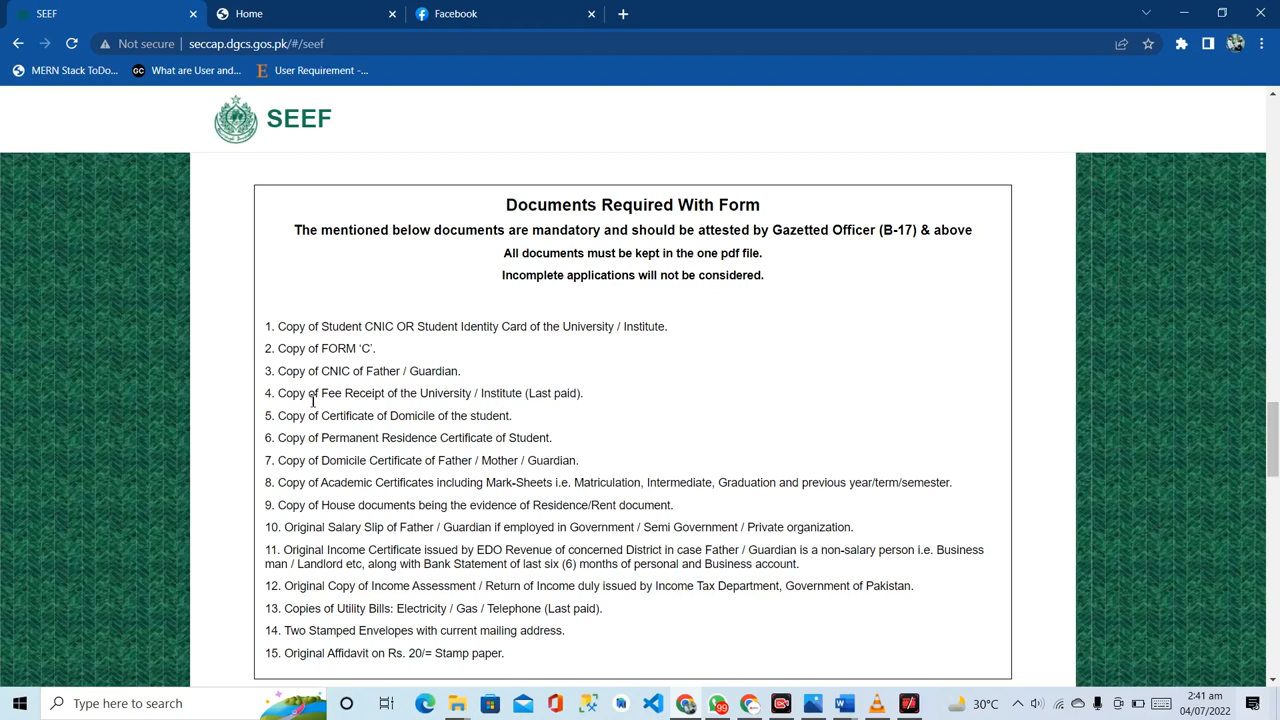 SEEF
Home
Facebook
Not secure
seccap.dgcs.gos.pk/#/seef
MERN Stack ToDo...
GC
What are User and...
E
User Requirement -...
SEEF
Documents Required With Form
The mentioned below documents are mandatory and should be attested by Gazetted Officer (B-17) & above
All documents must be kept in the one pdf file.
Incomplete applications will not be considered.
1. Copy of Student CNIC OR Student Identity Card of the University / Institute.
2. Copy of FORM ‘C’.
3. Copy of CNIC of Father / Guardian.
4. Copy of Fee Receipt of the University / Institute (Last paid).
5. Copy of Certificate of Domicile of the student.
6. Copy of Permanent Residence Certificate of Student.
7. Copy of Domicile Certificate of Father / Mother / Guardian.
8. Copy of Academic Certificates including Mark-Sheets i.e. Matriculation, Intermediate, Graduation and previous year/term/semester.
9. Copy of House documents being the evidence of Residence/Rent document.
10. Original Salary Slip of Father / Guardian if employed in Government / Semi Government / Private organization.
11. Original Income Certificate issued by EDO Revenue of concerned District in case Father / Guardian is a non-salary person i.e. Business
man / Landlord etc, along with Bank Statement of last six (6) months of personal and Business account.
12. Original Copy of Income Assessment / Return of Income duly issued by Income Tax Department, Government of Pakistan.
13. Copies of Utility Bills: Electricity / Gas / Telephone (Last paid).
14. Two Stamped Envelopes with current mailing address.
15. Original Affidavit on Rs. 20/= Stamp paper.
Type here to search
99
30°C
2:41 am
04/07/2022